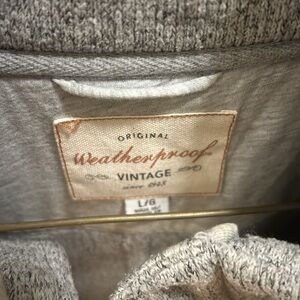 ORIGINAL
Weatherproof
VINTAGE
since 1948
L/G